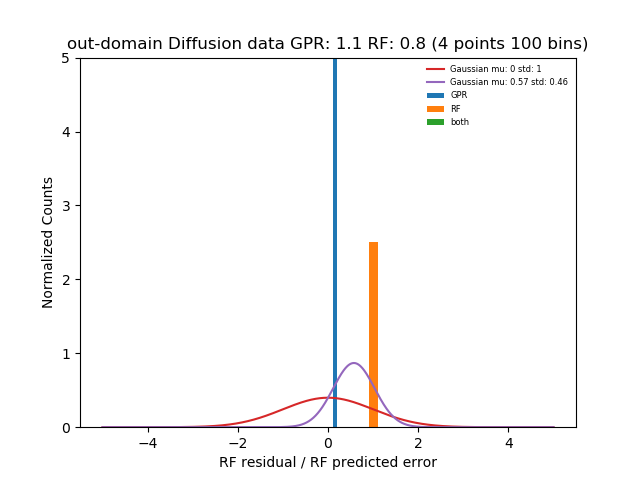 out-domain Diffusion data GPR: 1.1 RF: 0.8 (4 points 100 bins)
Gaussian mu: 0 std: 1
Gaussian mu: 0.57 std: 0.46
GPR
RF
both
Normalized Counts
5
4
3
2
1
0
−4
−2
0
2
4
RF residual / RF predicted error